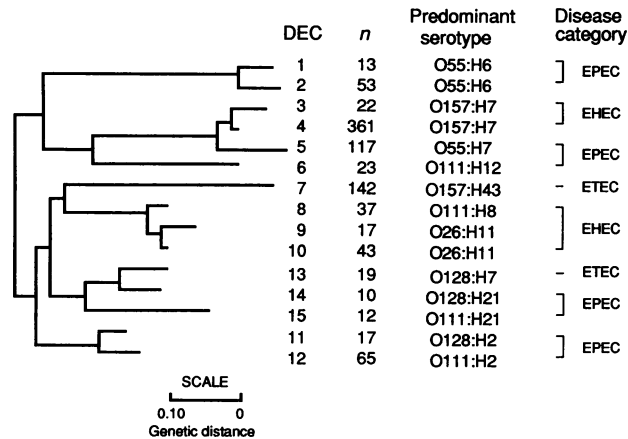 DEC n Predominant serotype Disease category
1 13 O55:H6
2 53 O55:H6
EPEC
3 22 O157:H7
4 361 O157:H7
EHEC
5 117 O55:H7
6 23 O111:H12
EPEC
7 142 O157:H43 – ETEC
8 37 O111:H8
9 17 O26:H11
10 43 O26:H11
EHEC
13 19 O128:H7 – ETEC
14 10 O128:H21
15 12 O111:H21
EPEC
11 17 O128:H2
12 65 O111:H2
EPEC
SCALE
0.10 0
Genetic distance